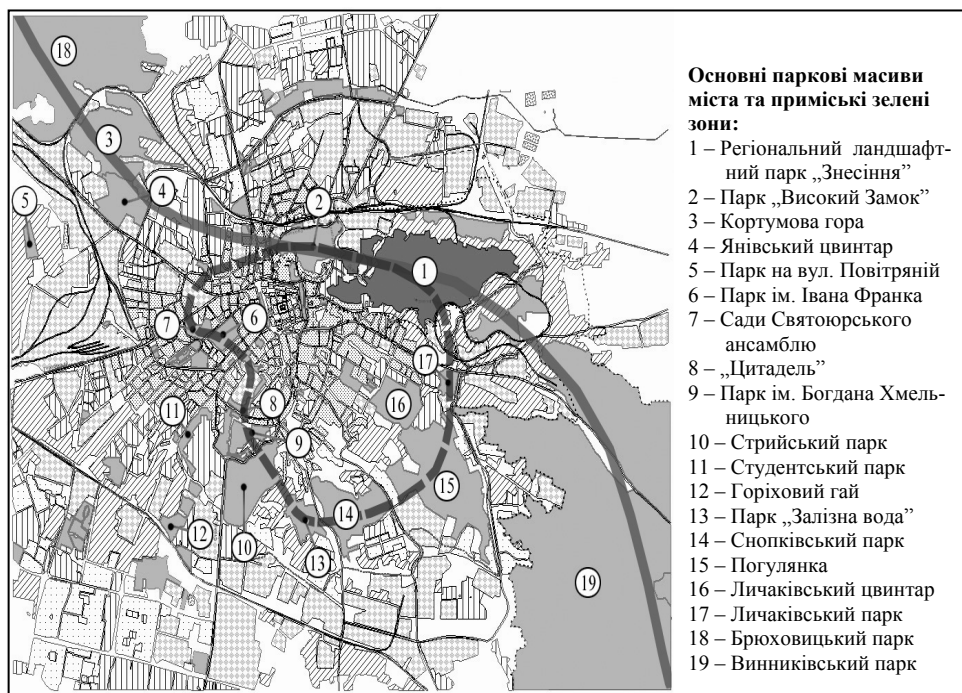 18
3
5
4
2
1
7
6
17
11
8
16
9
15
14
12
10
13
19
Основні паркові масиви
міста та приміські зелені
зони:
1 – Регіональний ландшафт-
ний парк „Знесіння”
2 – Парк „Високий Замок”
3 – Кортумова гора
4 – Янівський цвинтар
5 – Парк на вул. Повітряній
6 – Парк ім. Івана Франка
7 – Сади Святоюрського
ансамблю
8 – „Цитадель”
9 – Парк ім. Богдана Хмель-
ницького
10 – Стрийський парк
11 – Студентський парк
12 – Горіховий гай
13 – Парк „Залізна вода”
14 – Снопківський парк
15 – Погулянка
16 – Личаківський цвинтар
17 – Личаківський парк
18 – Брюховицький парк
19 – Винниківський парк